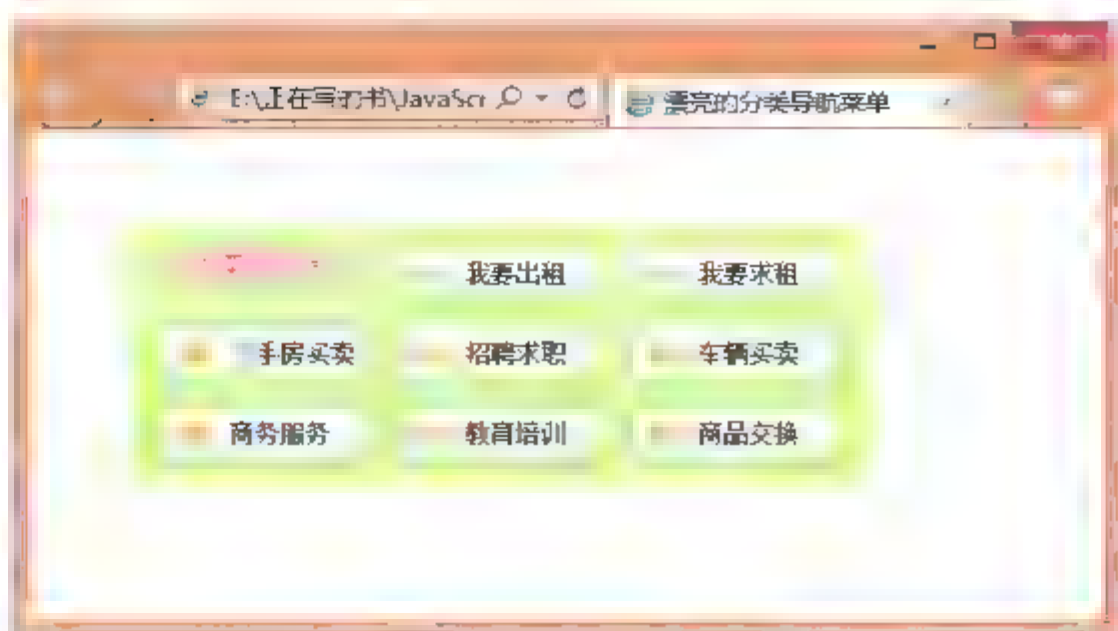 E:\正在写的书\JavaScr
漂亮的分类导航菜单
我要出租 我要求租
手房买卖 招聘求职 车辆买卖
商务服务 教育培训 商品交换